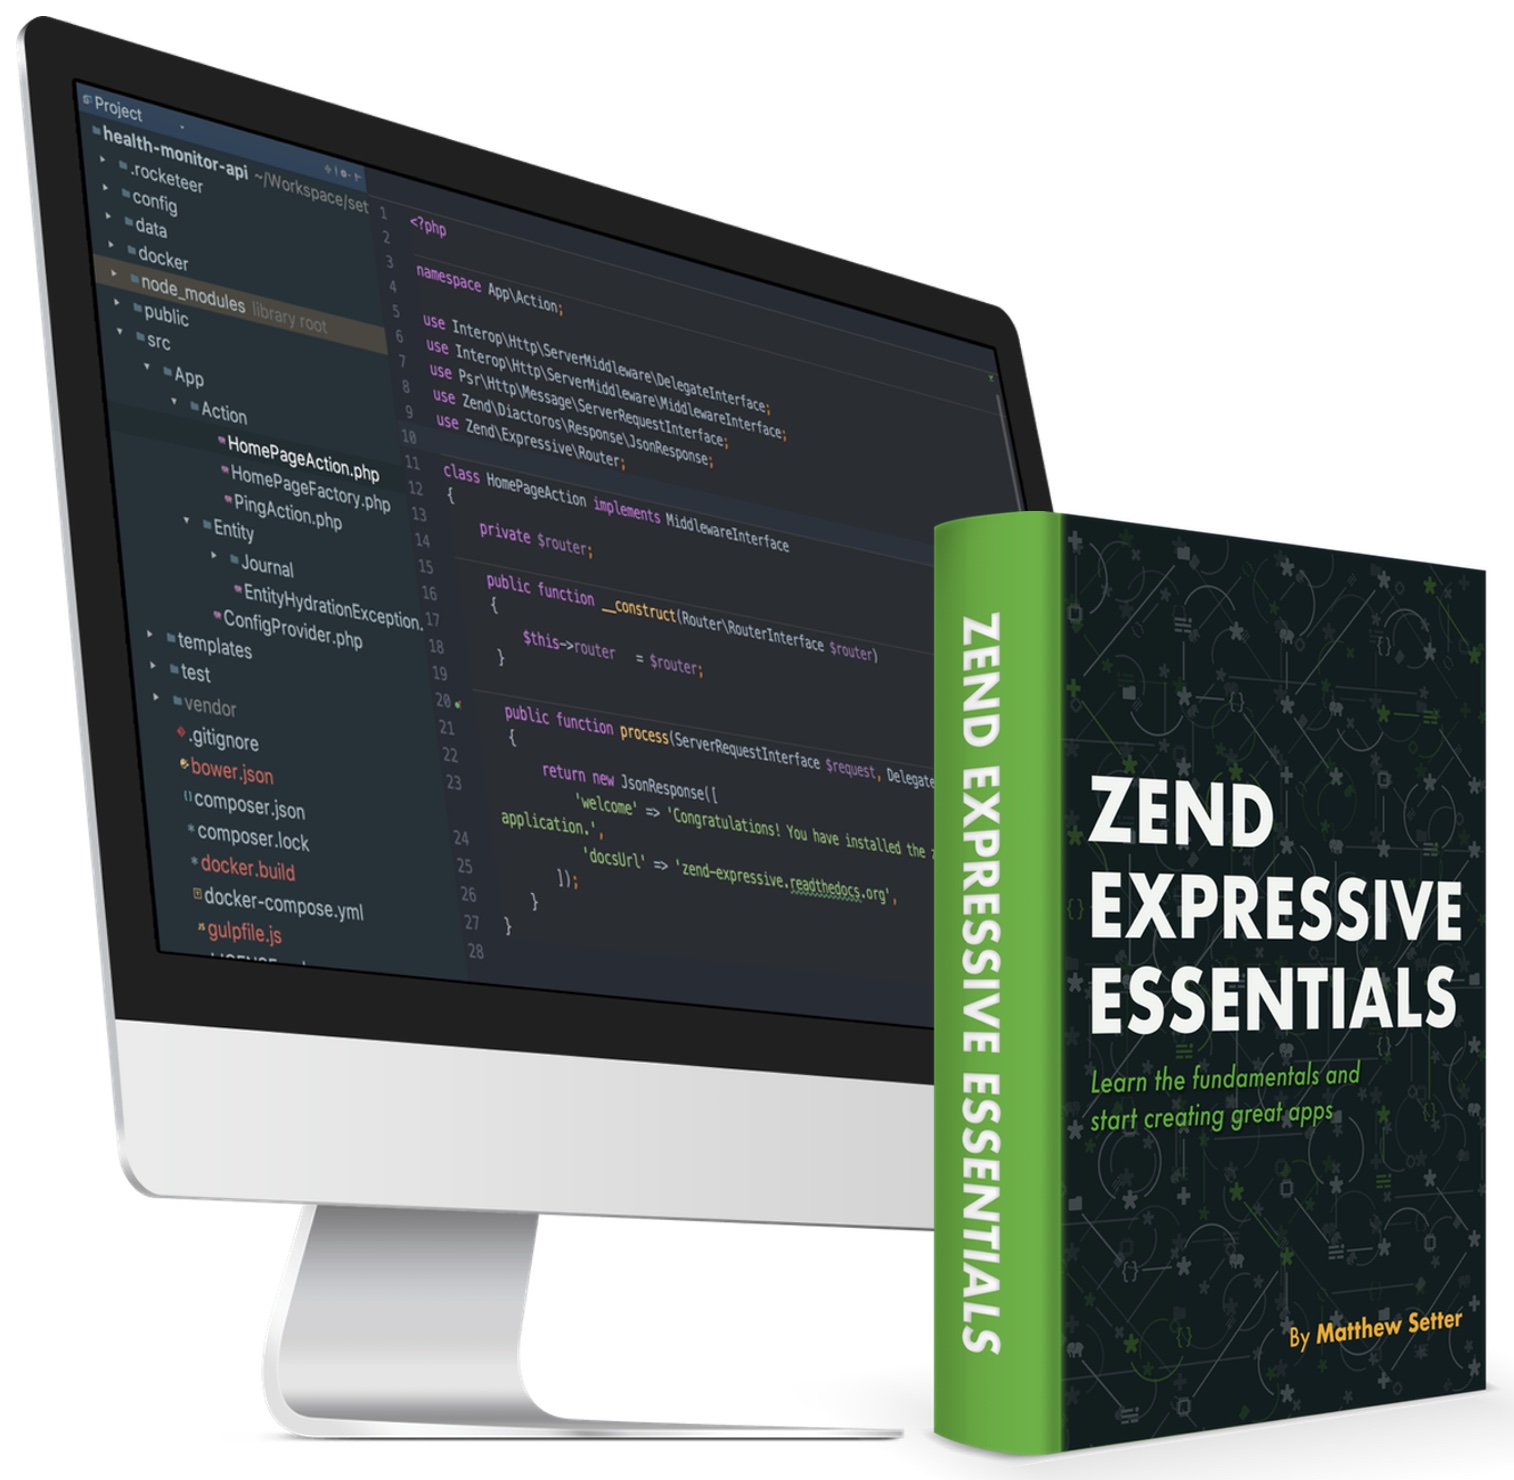 Project
health-monitor-api ~/Workspace/set
.rocketeer
config
data
docker
node_modules library root
public
src
App
Action
HomePageAction.php
HomePageFactory.php
PingAction.php
Entity
Journal
EntityHydrationException.
ConfigProvider.php
templates
test
vendor
.gitignore
bower.json
composer.json
composer.lock
docker.build
docker-compose.yml
gulpfile.js
1 <?php
2
3 namespace App\Action;
4
5 use Interop\Http\ServerMiddleware\DelegateInterface;
6 use Interop\Http\ServerMiddleware\MiddlewareInterface;
7 use Psr\Http\Message\ServerRequestInterface;
8 use Zend\Diactoros\Response\JsonResponse;
9 use Zend\Expressive\Router;
10
11 class HomePageAction implements MiddlewareInterface
12 {
13 private $router;
14
15 public function __construct(Router\RouterInterface $router)
16 {
17 $this->router = $router;
18 }
19
20 public function process(ServerRequestInterface $request, Delegate
21 {
22 return new JsonResponse([
23 'welcome' => 'Congratulations! You have installed the
application.',
24 'docsUrl' => 'zend-expressive.readthedocs.org',
25 ]);
26 }
27 }
28
ZEND EXPRESSIVE ESSENTIALS
ZEND
EXPRESSIVE
ESSENTIALS
Learn the fundamentals and
start creating great apps
By Matthew Setter